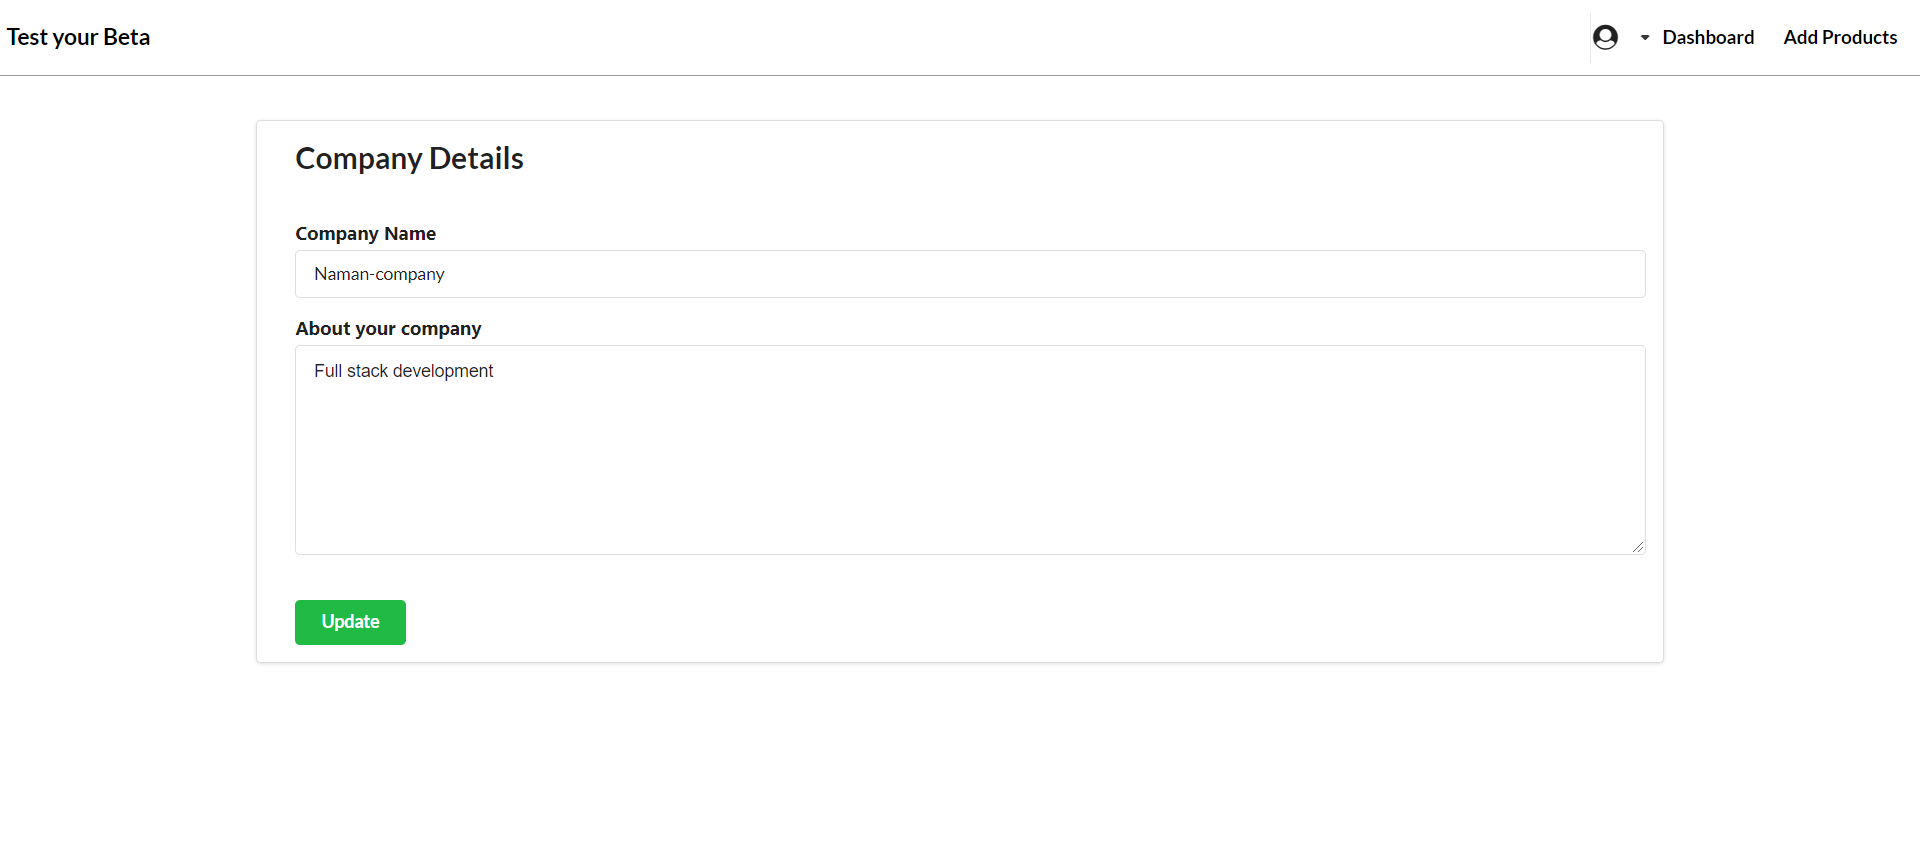 Test your Beta
Dashboard
Add Products
Company Details
Company Name
Naman-company
About your company
Full stack development
Update